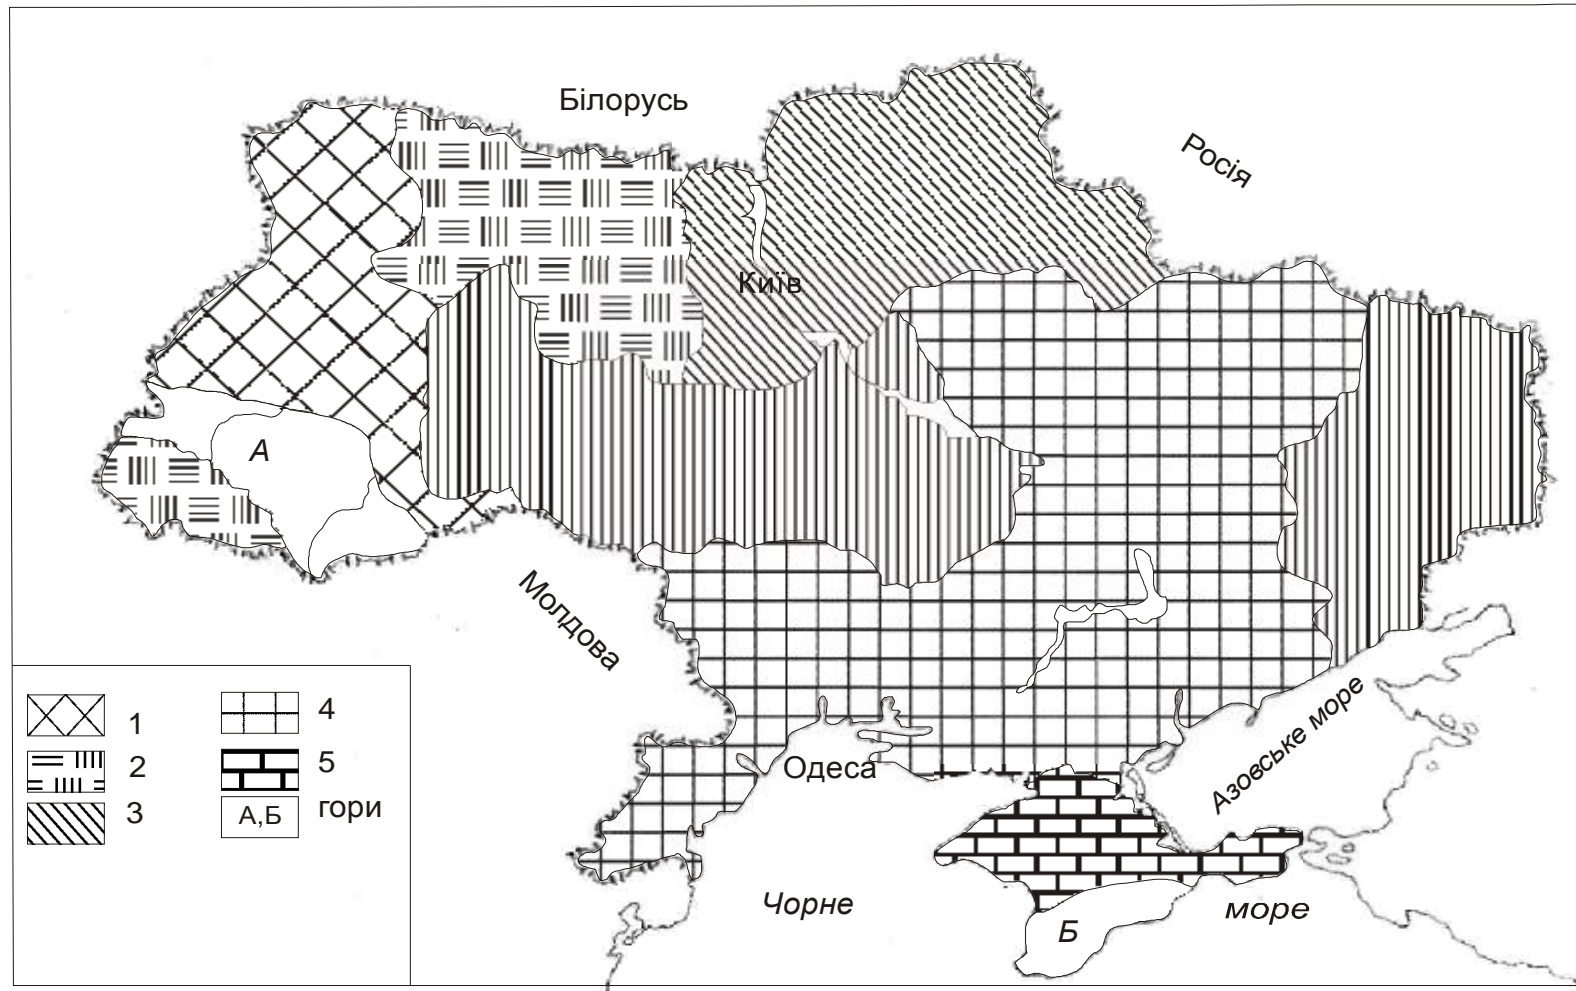 Білорусь
Росія
Київ
А
Молдова
Азовське море
Одеса
Чорне море
Б
1
2
3
4
5
А,Б гори